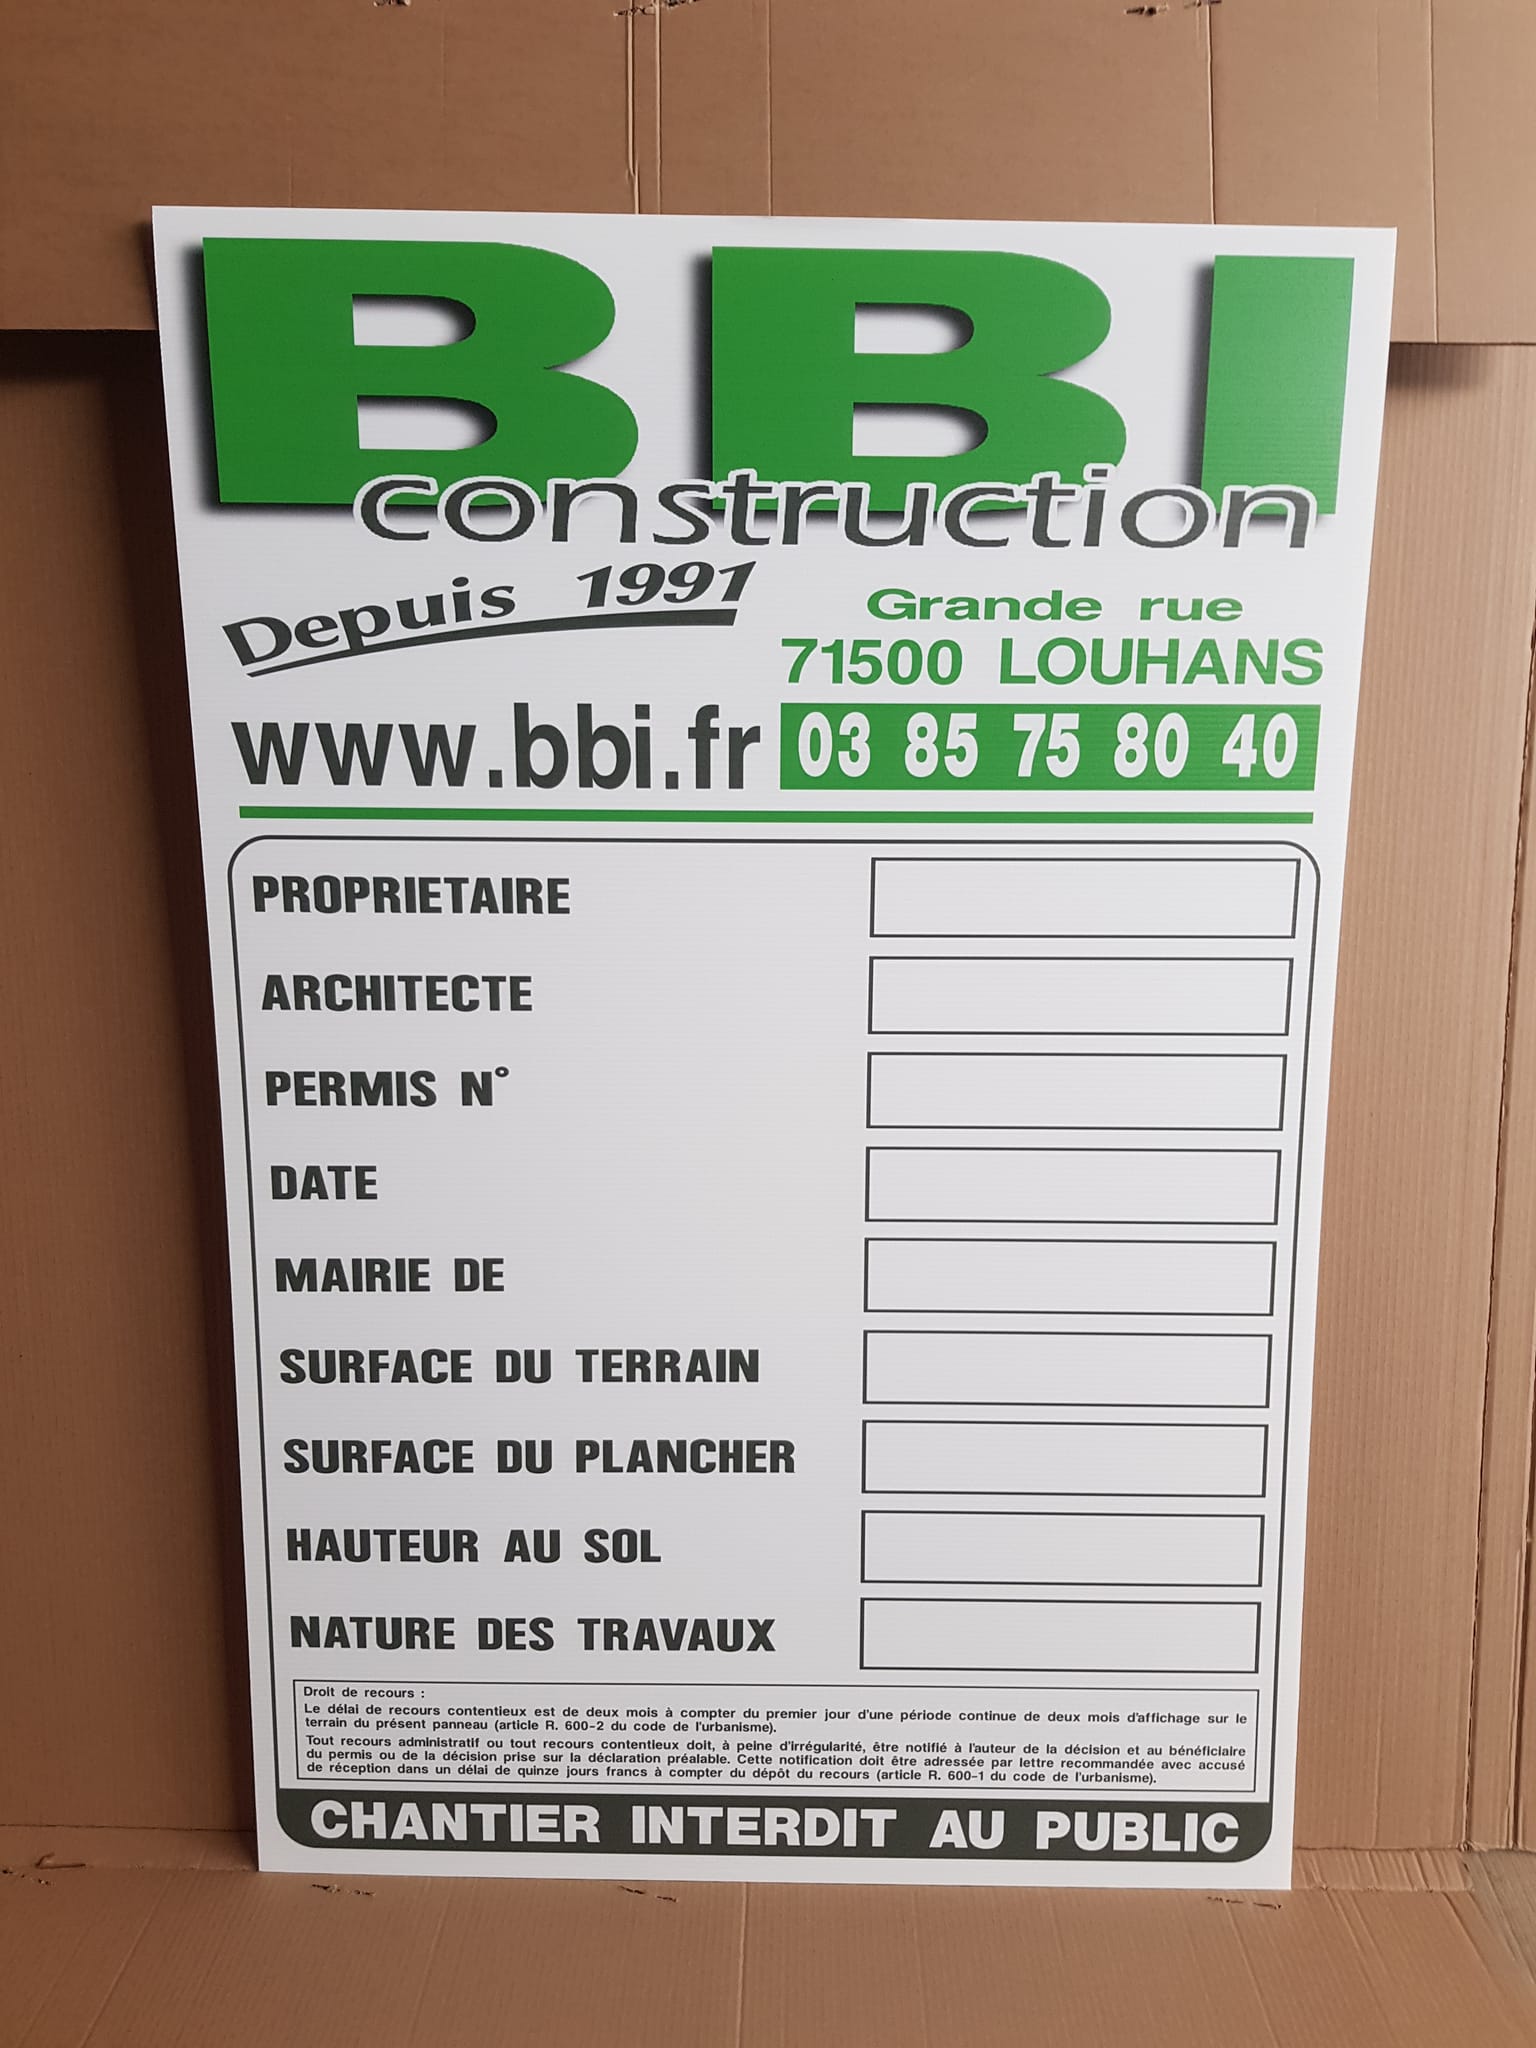 BBI
construction
Depuis 1991
Grande rue
71500 LOUHANS
www.bbi.fr 03 85 75 80 40
PROPRIETAIRE
ARCHITECTE
PERMIS N°
DATE
MAIRIE DE
SURFACE DU TERRAIN
SURFACE DU PLANCHER
HAUTEUR AU SOL
NATURE DES TRAVAUX
Droit de recours :
Le délai de recours contentieux est de deux mois à compter du premier jour d'une période continue de deux mois d'affichage sur le
terrain du présent panneau (article R. 600-2 du code de l'urbanisme).
Tout recours administratif ou tout recours contentieux doit, à peine d'irrégularité, être notifié à l'auteur de la décision et au bénéficiaire
du permis ou de la décision prise sur la déclaration préalable. Cette notification doit être adressée par lettre recommandée avec accusé
de réception dans un délai de quinze jours francs à compter du dépôt du recours (article R. 600-1 du code de l'urbanisme).
CHANTIER INTERDIT AU PUBLIC